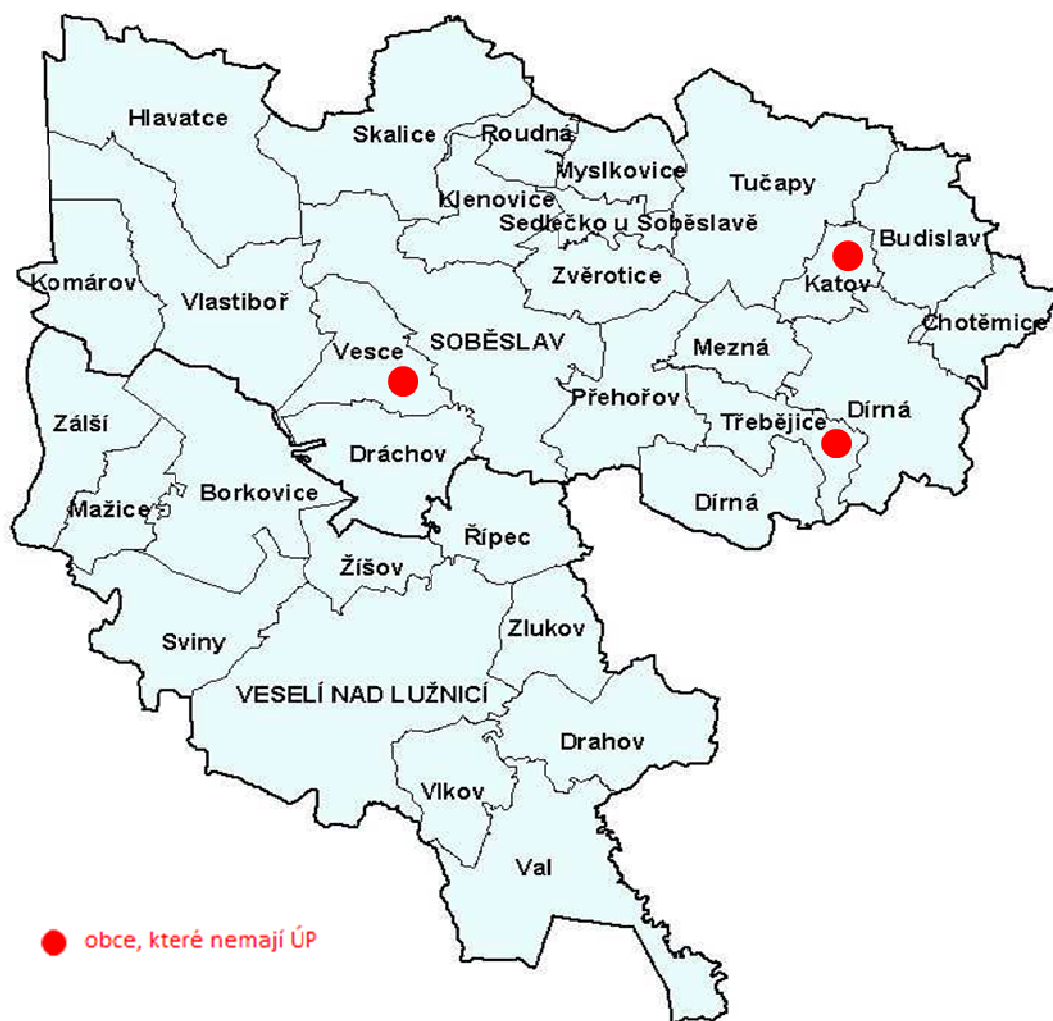 Hlavatce
Skalice
Roudná
Myslkovice
Tučapy
Klenovice
Sedlečko u Soběslavě
Budislav
Zvěrotice
Katov
Komárov
Vlastiboř
Chotěmice
Vesce
SOBĚSLAV
Mezná
Přehořov
Třebějice
Dírná
Zálší
Dráchov
Borkovice
Mažice
Dírná
Řípec
Žíšov
Zlukov
Sviny
VESELÍ NAD LUŽNICÍ
Drahov
Vlkov
Val
obce, které nemají ÚP